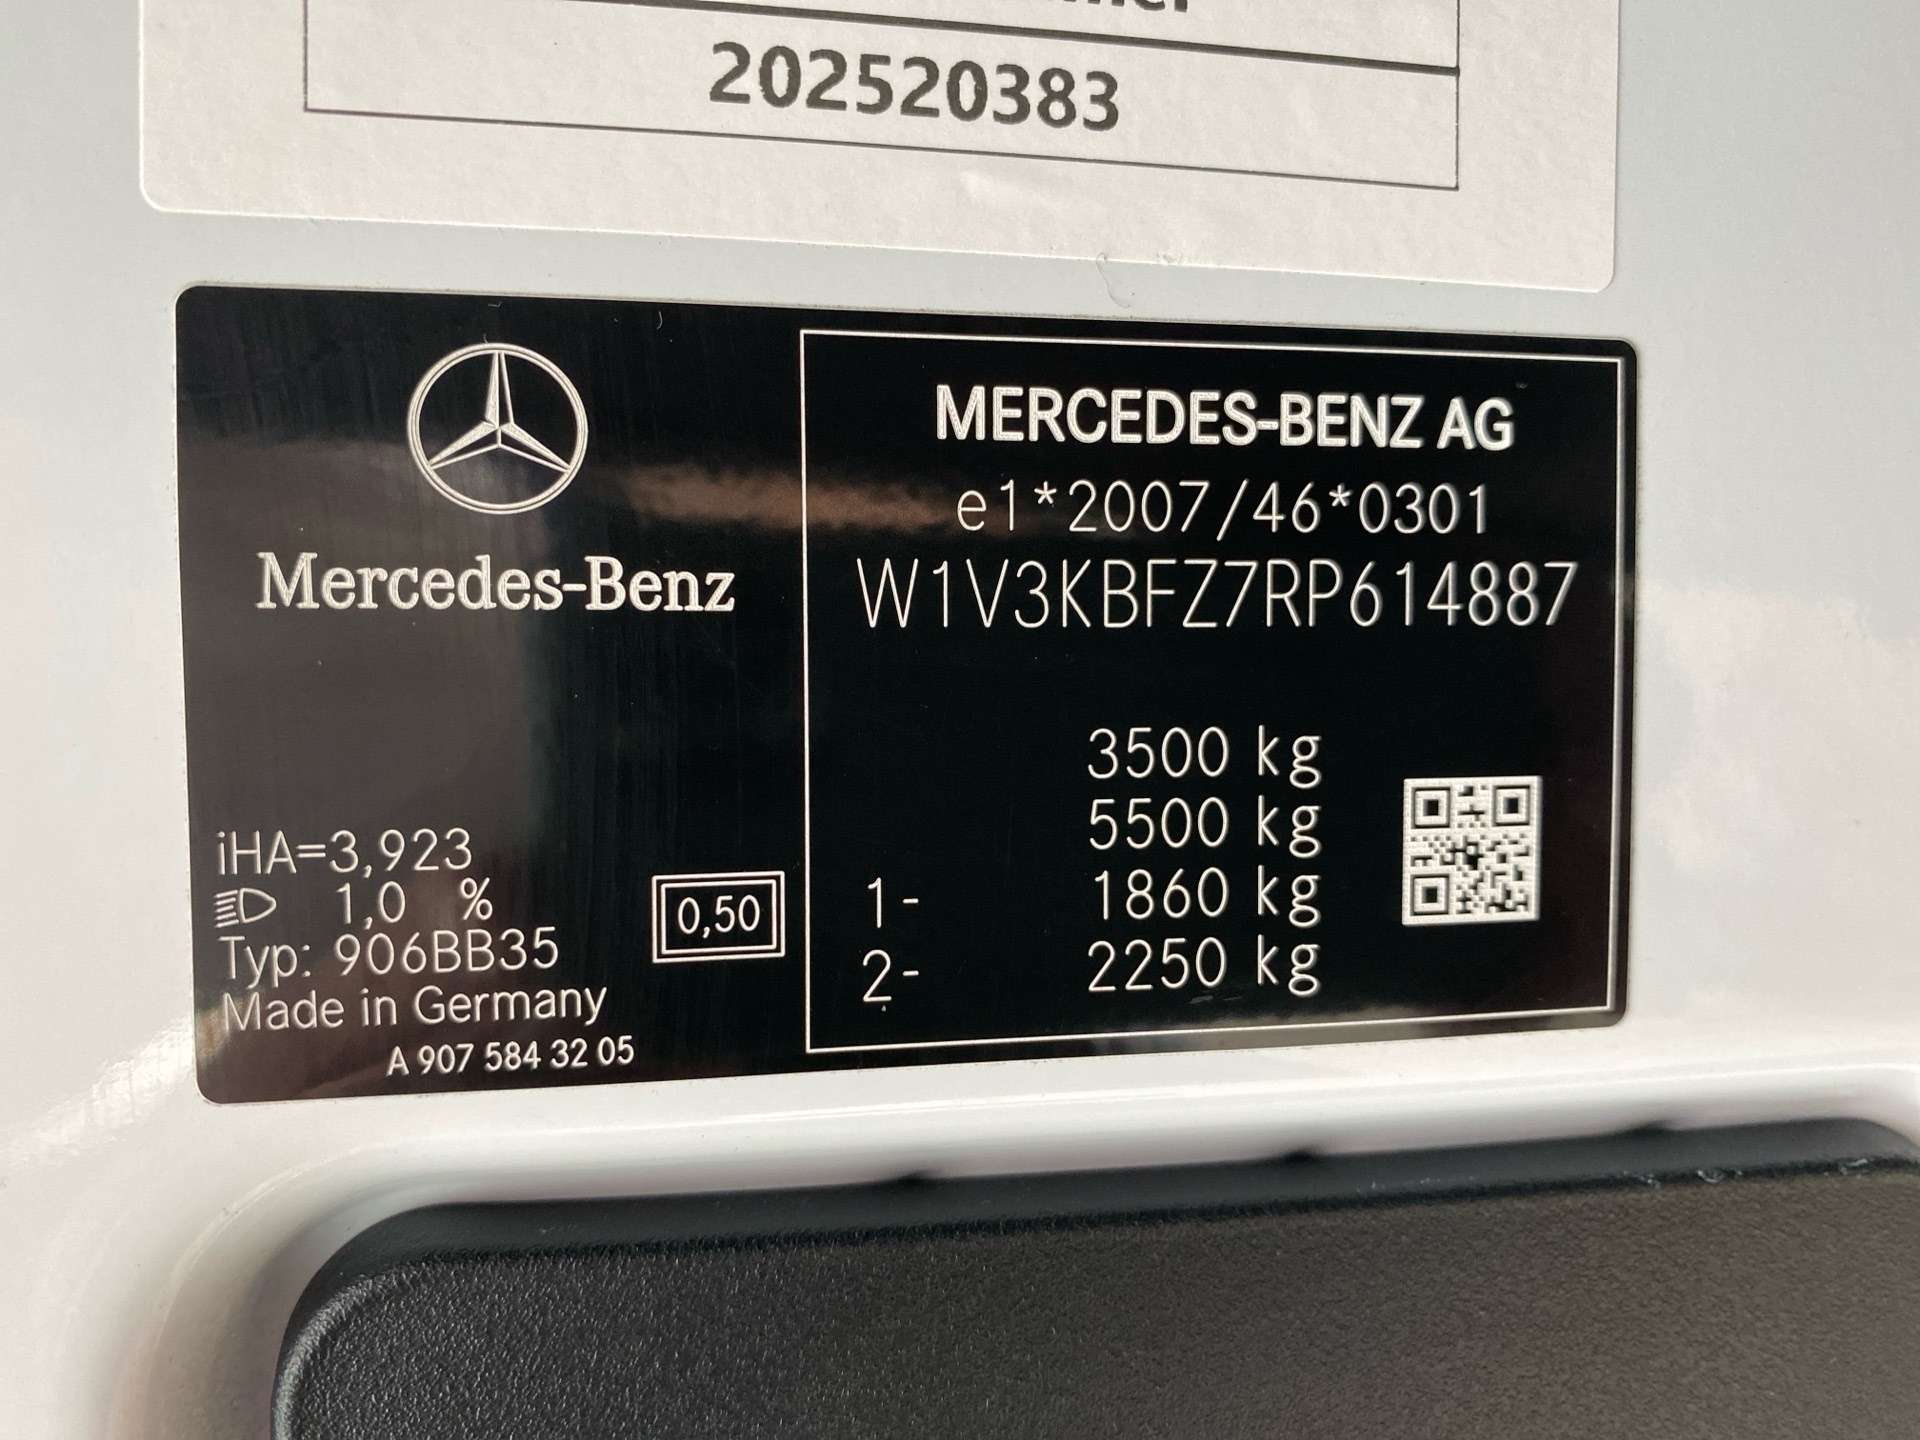 202520383
MERCEDES-BENZ AG
e1*2007/46*0301
W1V3KBFZ7RP614887
Mercedes-Benz
3500 kg
5500 kg
1- 1860 kg
2- 2250 kg
iHA=3,923
1,0 %
0,50
Typ: 906BB35
Made in Germany
A 907 584 32 05